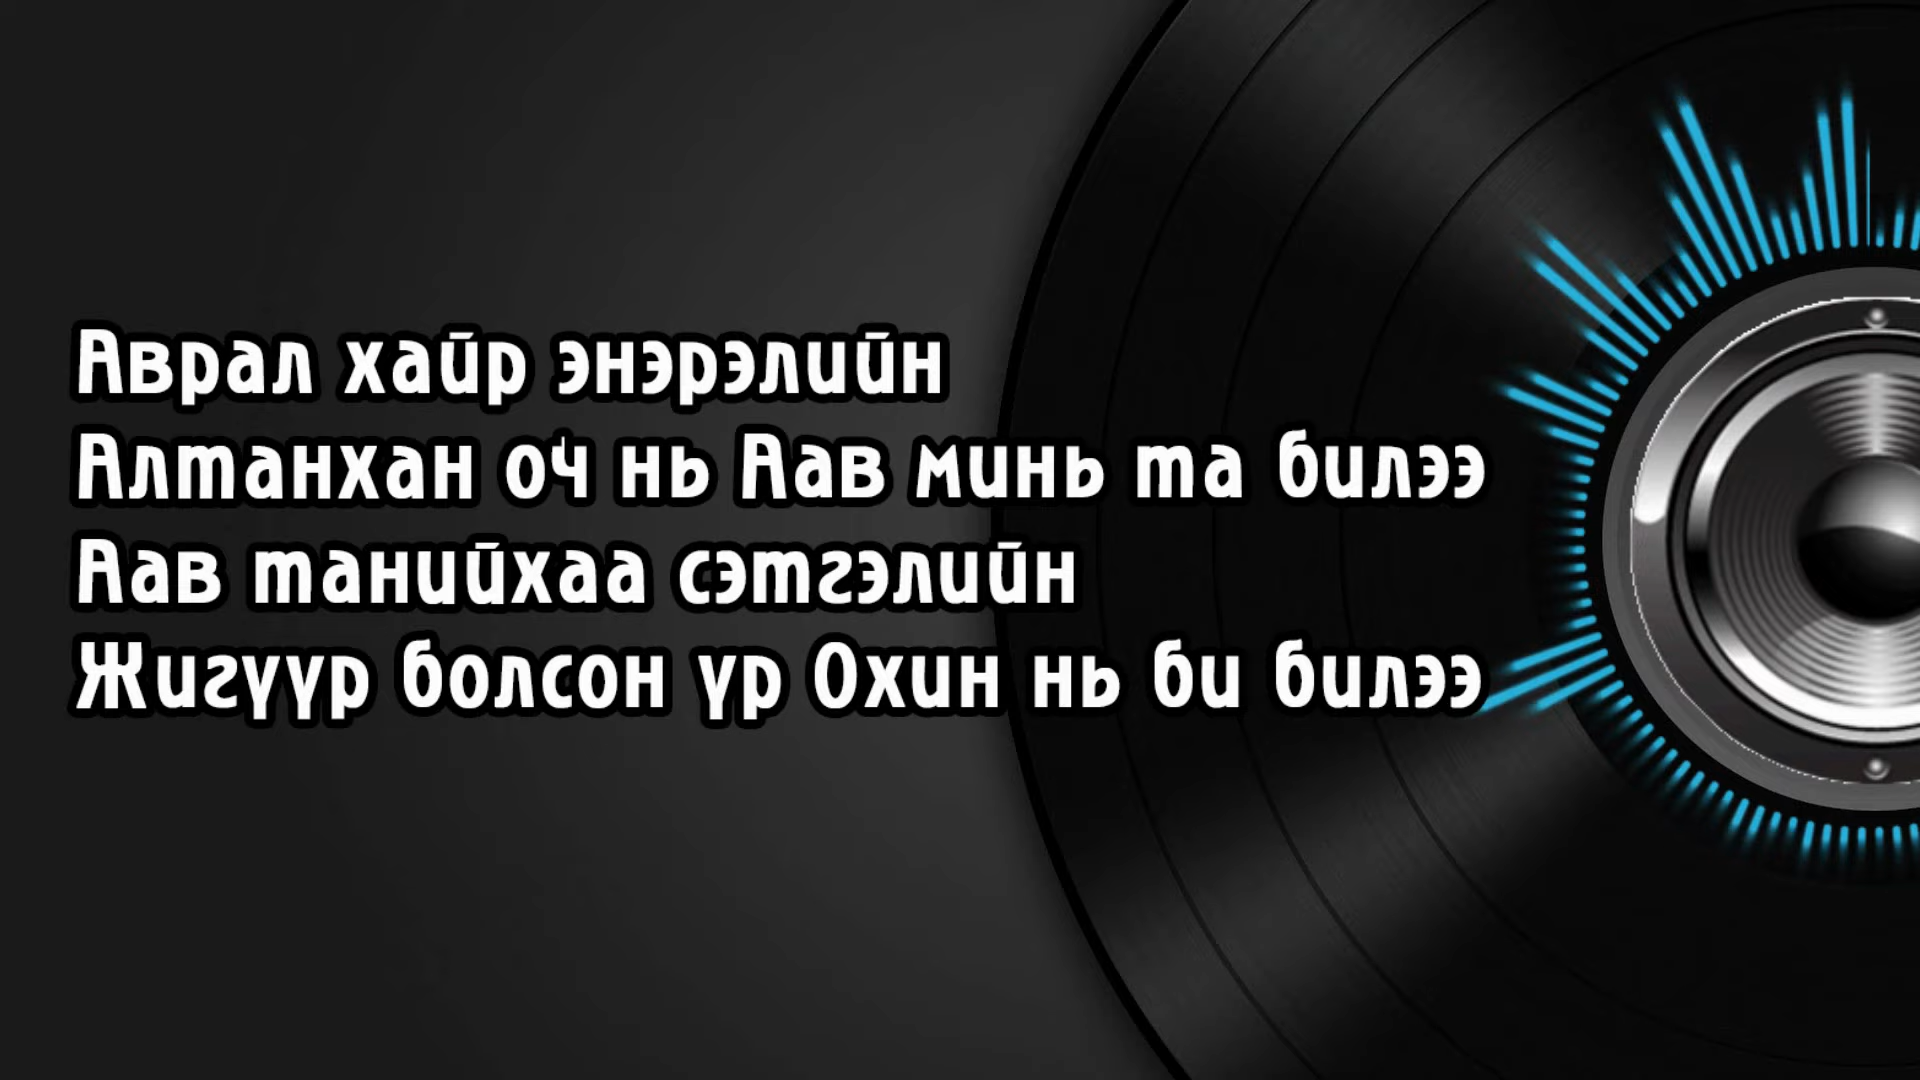 Аврал хайр энэрэлийн
Алтанхан оч нь Аав минь та билээ
Аав танийхаа сэтгэлийн
Жигүүр болсон үр Охин нь би билээ